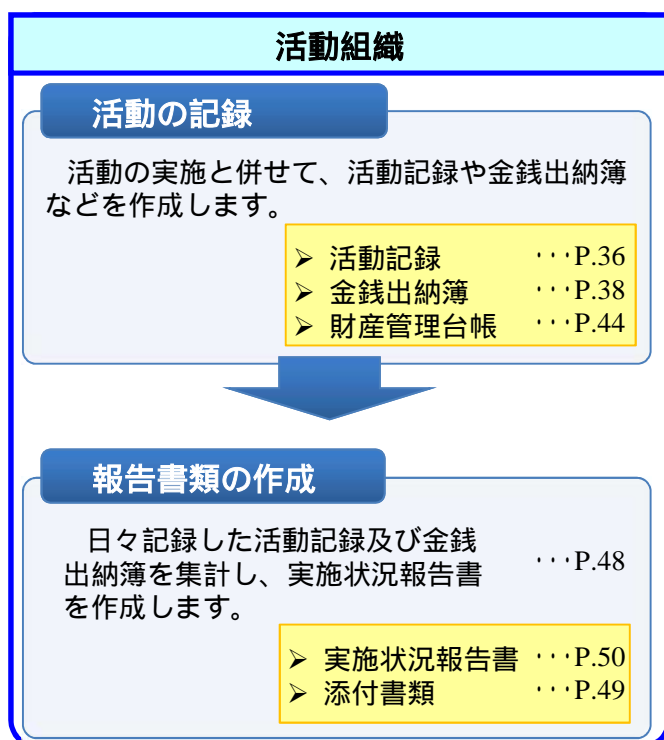 活動組織
活動の記録
活動の実施と併せて、活動記録や金銭出納簿
などを作成します。
➢ 活動記録 ···P.36
➢ 金銭出納簿 ···P.38
➢ 財産管理台帳 ···P.44
報告書類の作成
日々記録した活動記録及び金銭
出納簿を集計し、実施状況報告書 ···P.48
を作成します。
➢ 実施状況報告書 ···P.50
➢ 添付書類 ···P.49